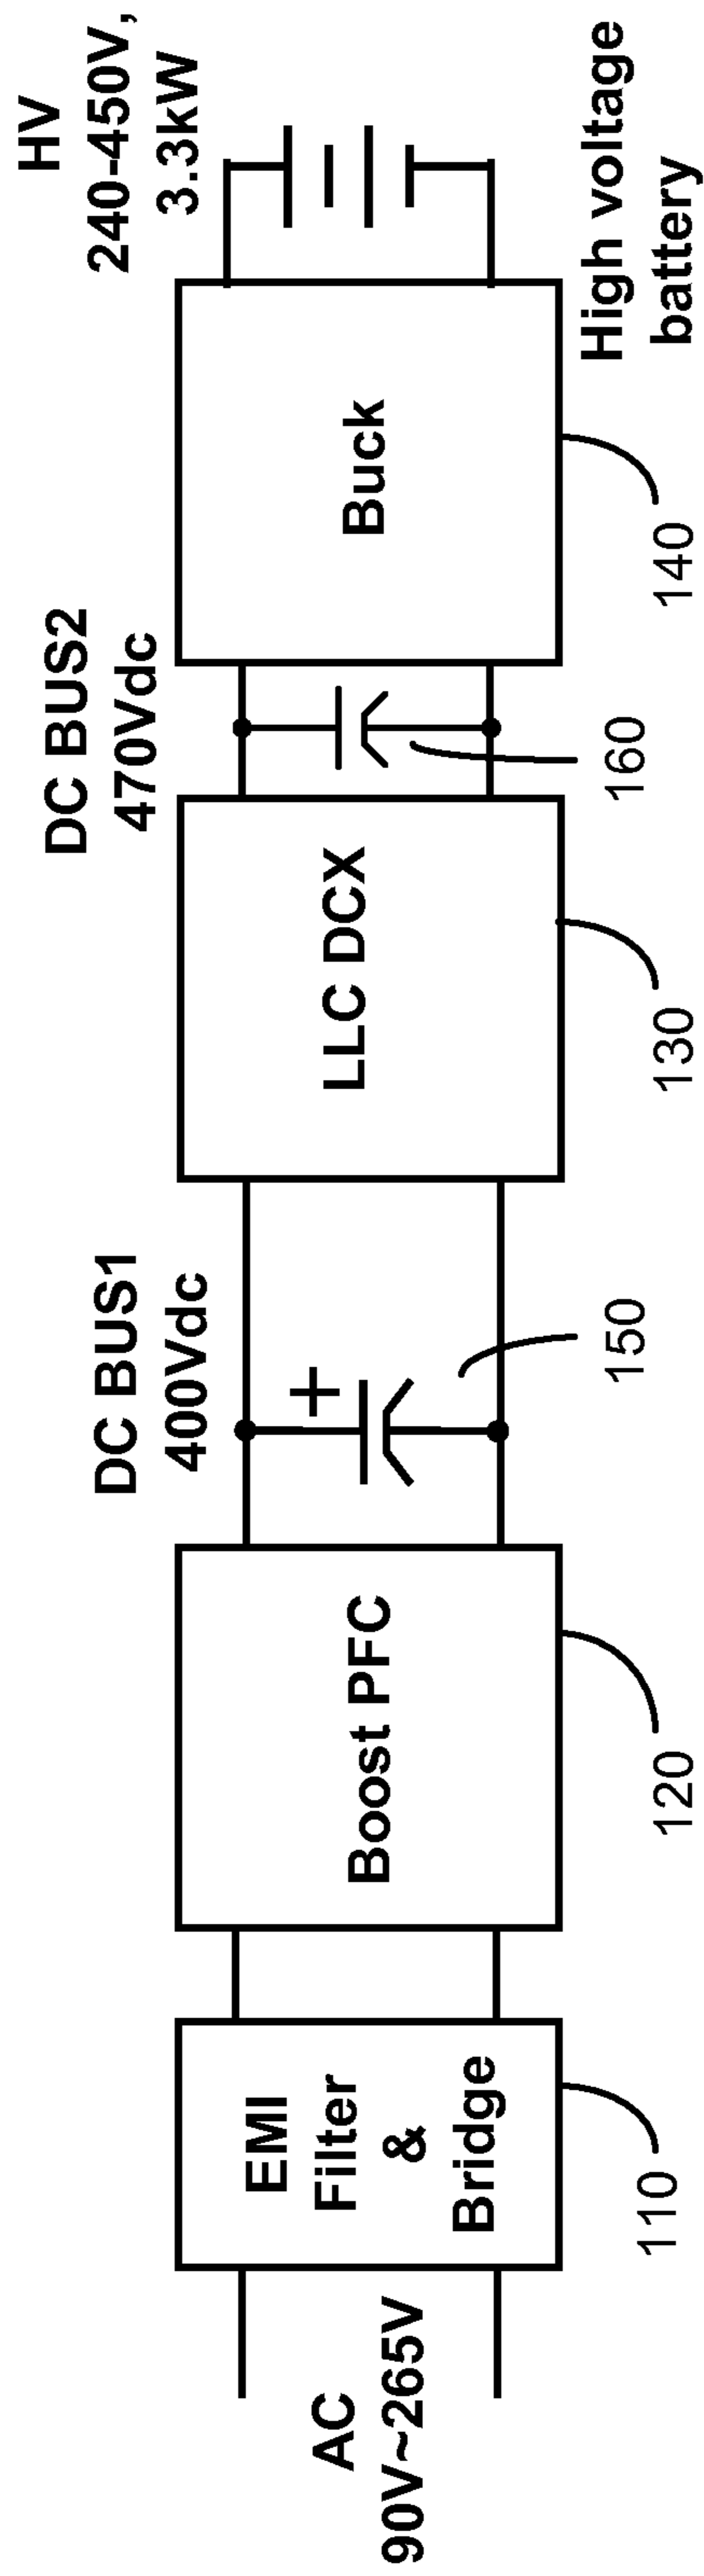 AC
90V~265V
EMI
Filter
&
Bridge
110
Boost PFC
120
DC BUS1
400Vdc
+
150
LLC DCX
130
DC BUS2
470Vdc
160
Buck
140
HV
240-450V,
3.3kW
High voltage
battery